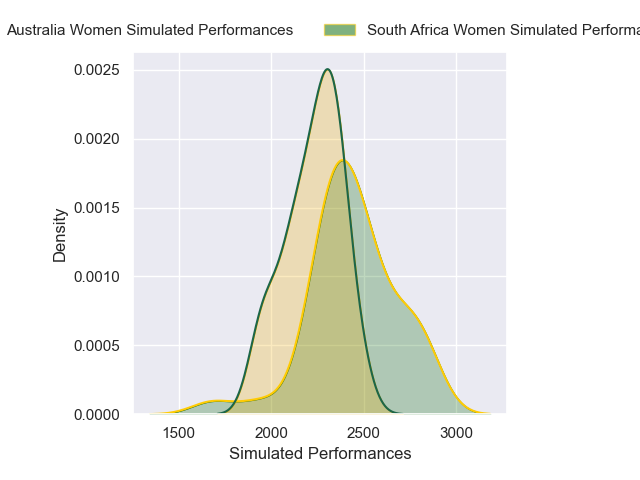 Australia Women Simulated Performances
South Africa Women Simulated
0.0025
0.0020
0.0015
0.0010
0.0005
0.0000
Density
1500 2000 2500 3000
Simulated Performances